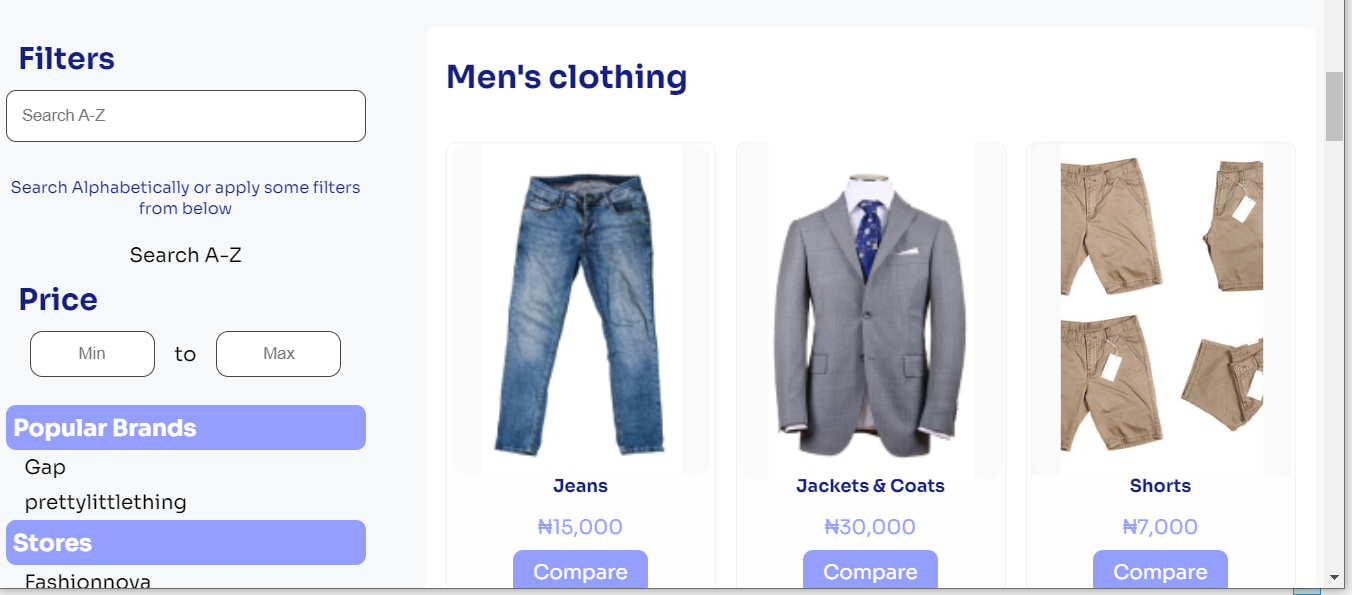 Filters
Search A-Z
Search Alphabetically or apply some filters
from below
Search A-Z
Price
Min to Max
Popular Brands
Gap
prettylittlething
Stores
Fashionnova
Men's clothing
Jeans
₦15,000
Compare
Jackets & Coats
₦30,000
Compare
Shorts
₦7,000
Compare